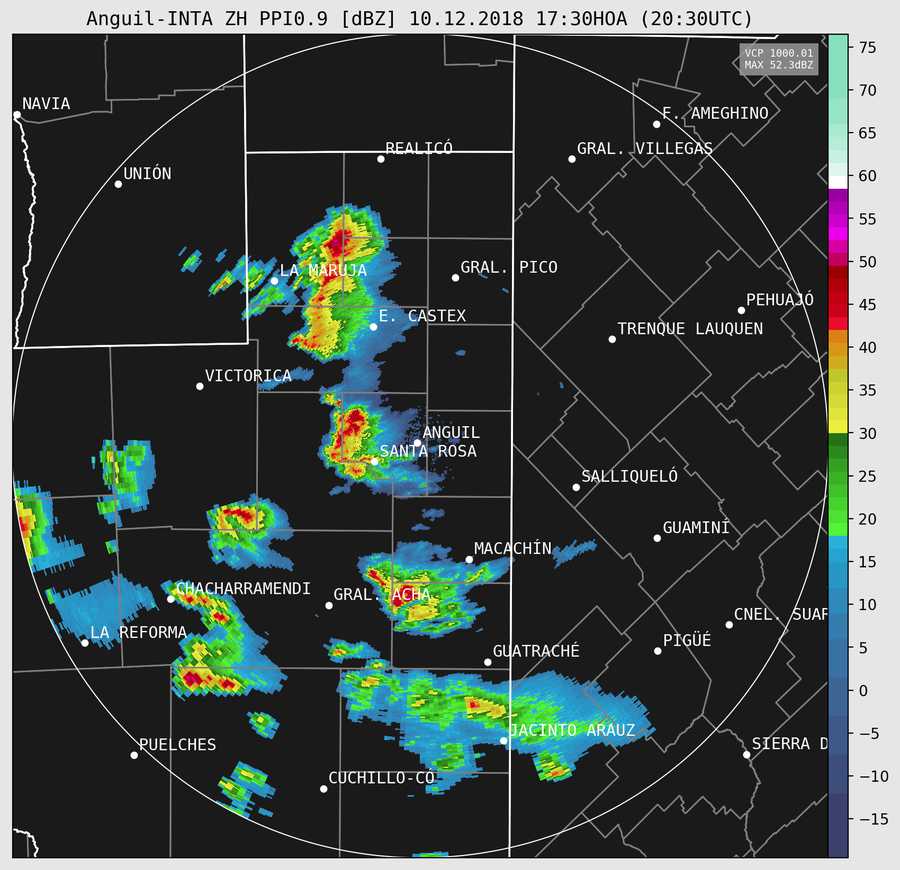 Anguil-INTA ZH PPI0.9 [dBZ] 10.12.2018 17:30HOA (20:30UTC)
VCP 1000.01
MAX 52.3dBZ
NAVIA
F. AMEGHINO
REALICÓ
GRAL. VILLEGAS
UNIÓN
LA MARUJA
GRAL. PICO
PEHUAJÓ
E. CASTEX
TRENQUE LAUQUEN
VICTORICA
ANGUIL
SANTA ROSA
SALLIQUELÓ
GUAMINÍ
MACACHÍN
CHACHARRAMENDI
GRAL. ACHA
CNEL. SUAR
LA REFORMA
PIGÜÉ
GUATRACHÉ
JACINTO ARAUZ
PUELCHES
SIERRA D
CUCHILLO-CÓ
75
70
65
60
55
50
45
40
35
30
25
20
15
10
5
0
−5
−10
−15